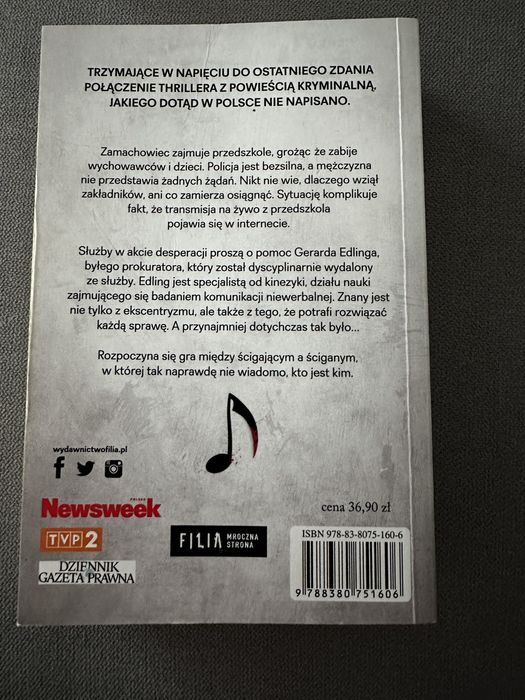 TRZYMAJĄCE W NAPIĘCIU DO OSTATNIEGO ZDANIA
POŁĄCZENIE THRILLERA Z POWIEŚCIĄ KRYMINALNĄ,
JAKIEGO DOTĄD W POLSCE NIE NAPISANO.
Zamachowiec zajmuje przedszkole, grożąc że zabije
wychowawców i dzieci. Policja jest bezsilna, a mężczyzna
nie przedstawia żadnych żądań. Nikt nie wie, dlaczego wziął
zakładników, ani co zamierza osiągnąć. Sytuację komplikuje
fakt, że transmisja na żywo z przedszkola
pojawia się w internecie.
Służby w akcie desperacji proszą o pomoc Gerarda Edlinga,
byłego prokuratora, który został dyscyplinarnie wydalony
ze służby. Edling jest specjalistą od kinezyki, działu nauki
zajmującego się badaniem komunikacji niewerbalnej. Znany jest
nie tylko z ekscentryzmu, ale także z tego, że potrafi rozwiązać
każdą sprawę. A przynajmniej dotychczas tak było...
Rozpoczyna się gra między ścigającym a ściganym,
w której tak naprawdę nie wiadomo, kto jest kim.
wydawnictwofilia.pl
POLSKA
Newsweek
TVP2
DZIENNIK
GAZETA PRAWNA
FILIA MROCZNA
STRONA
cena 36,90 zł
ISBN 978-83-8075-160-6
9 788380 751606